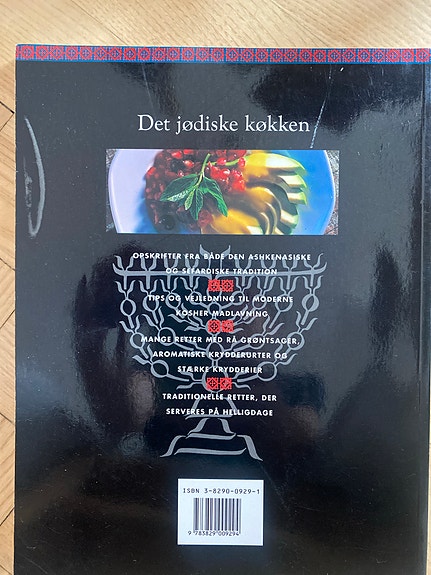 Det jødiske køkken
OPSKRIFTER FRA BÅDE DEN ASHKENASISKE
OG SEFARDISKE TRADITION
TIPS OG VEJLEDNING TIL MODERNE
KOSHER MADLAVNING
MANGE RETTER MED RÅ GRØNTSAGER,
AROMATISKE KRYDDERURTER OG
STÆRKE KRYDDERIER
TRADITIONELLE RETTER, DER
SERVERES PÅ HELLIGDAGE
ISBN 3-8290-0929-1
9 783829 009294